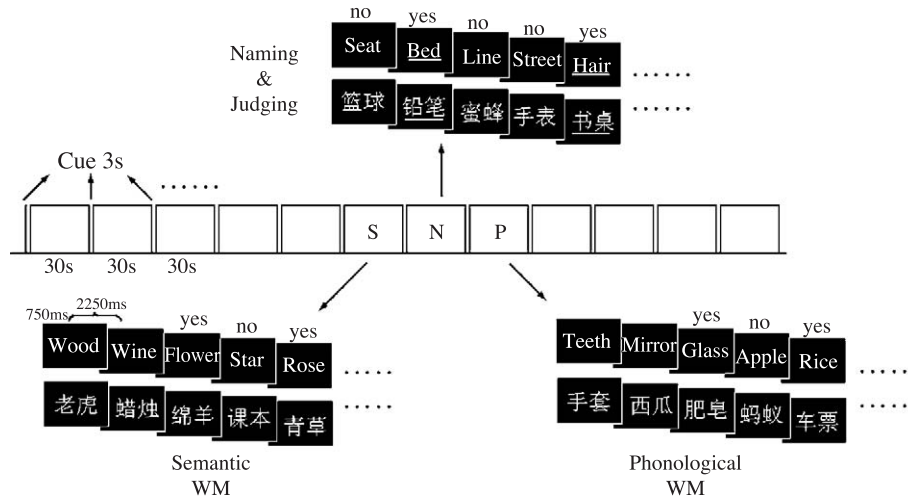 no yes no no yes
Naming & Judging
Seat Bed Line Street Hair ......
篮球 铅笔 蜜蜂 手表 书桌 ......
Cue 3s
......
S N P
30s 30s 30s
750ms 2250ms
yes no yes
Wood Wine Flower Star Rose .....
老虎 蜡烛 绵羊 课本 青草 .....
Semantic
WM
yes no yes
Teeth Mirror Glass Apple Rice .....
手套 西瓜 肥皂 蚂蚁 车票 .....
Phonological
WM